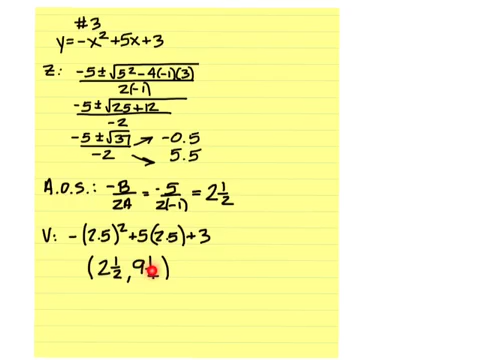 #3
y=-x²+5x+3
Z: (-5±√(5²-4(-1)(3)))/(2(-1))
(-5±√(25+12))/(-2)
(-5±√37)/(-2) → -0.5
→ 5.5
A.O.S.: -B/2A = -5/2(-1) = 2 1/2
V: -(2.5)²+5(2.5)+3
(2 1/2, 9